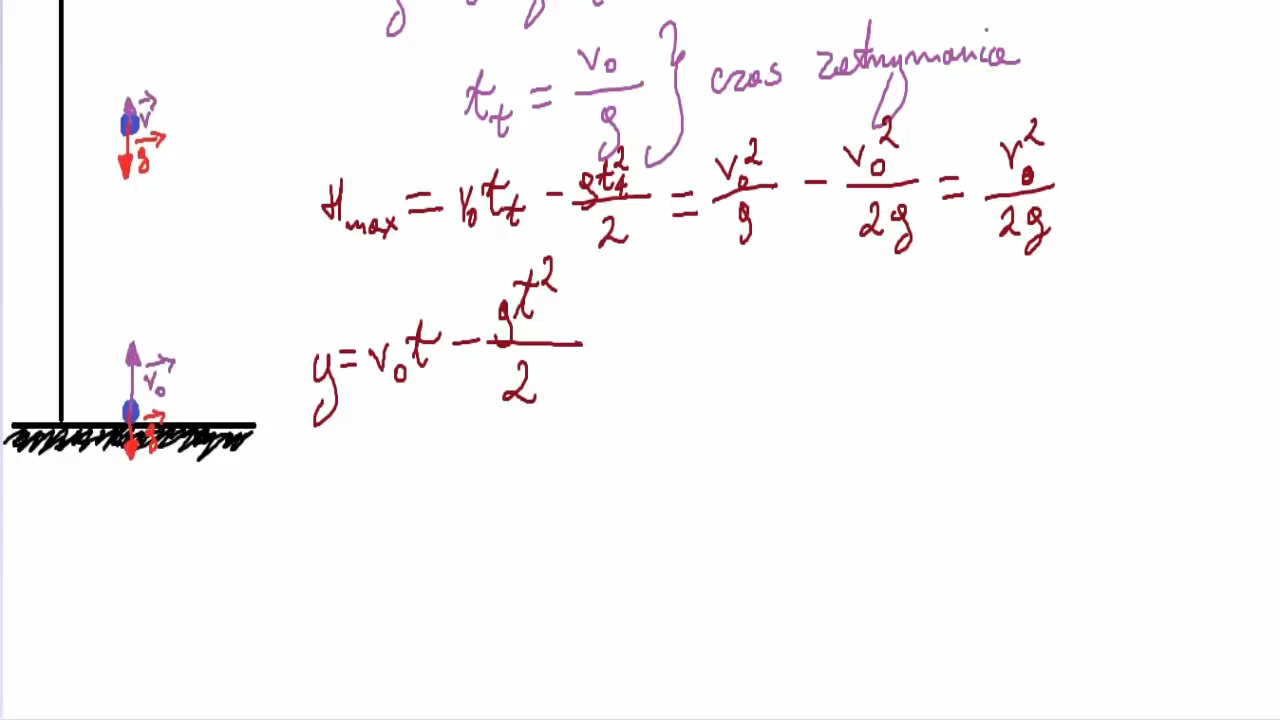 t_t = v_0 / g } czas zatrzymania
v
g
H_max = v_0 t_t − g t_t^2 / 2 = v_0^2 / g − v_0^2 / 2g = v_0^2 / 2g
y = v_0 t − g t^2 / 2
v_0
g